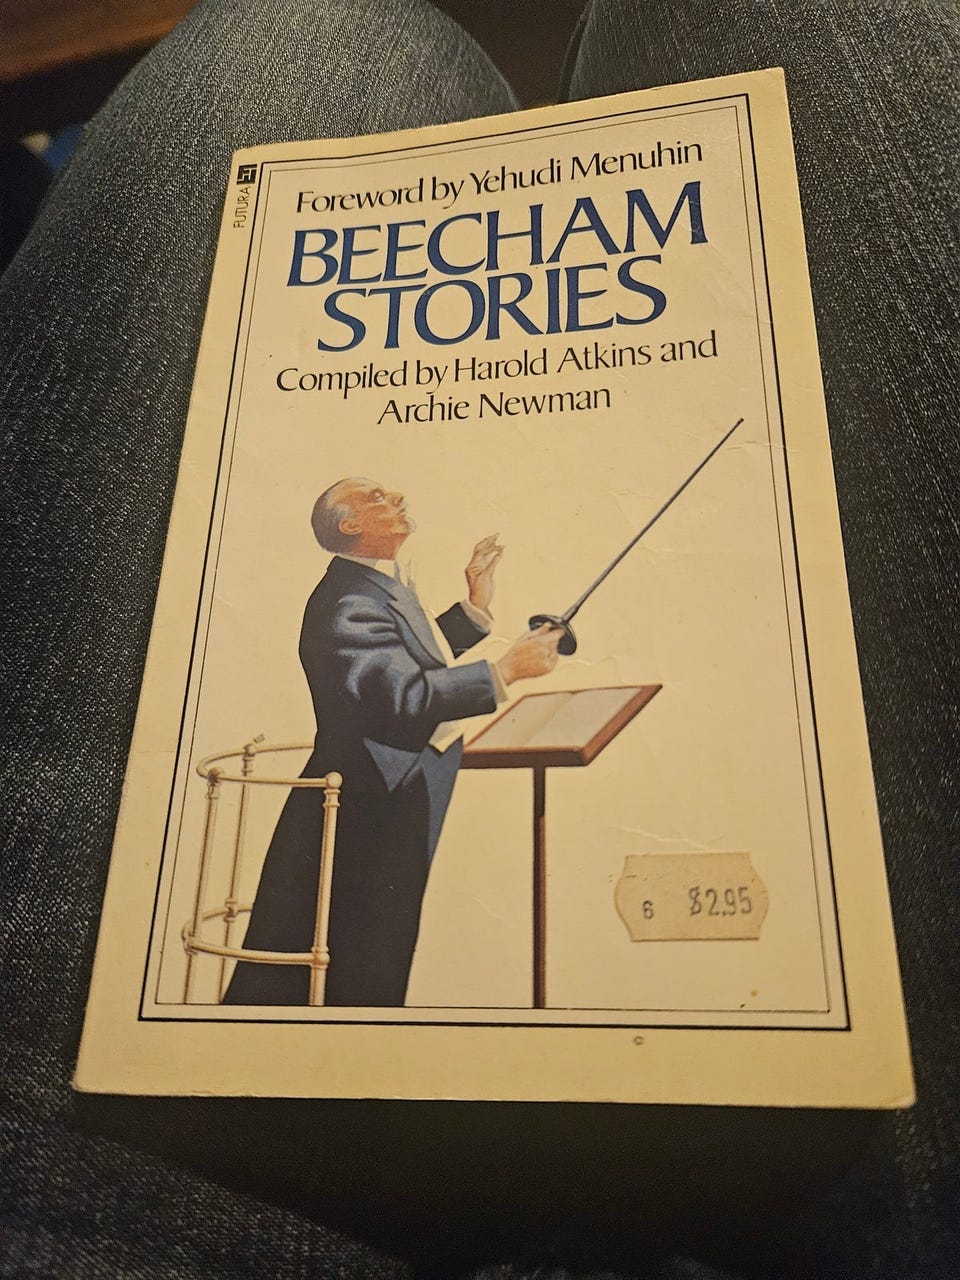 FUTURA
Foreword by Yehudi Menuhin
BEECHAM
STORIES
Compiled by Harold Atkins and
Archie Newman
6 $2.95